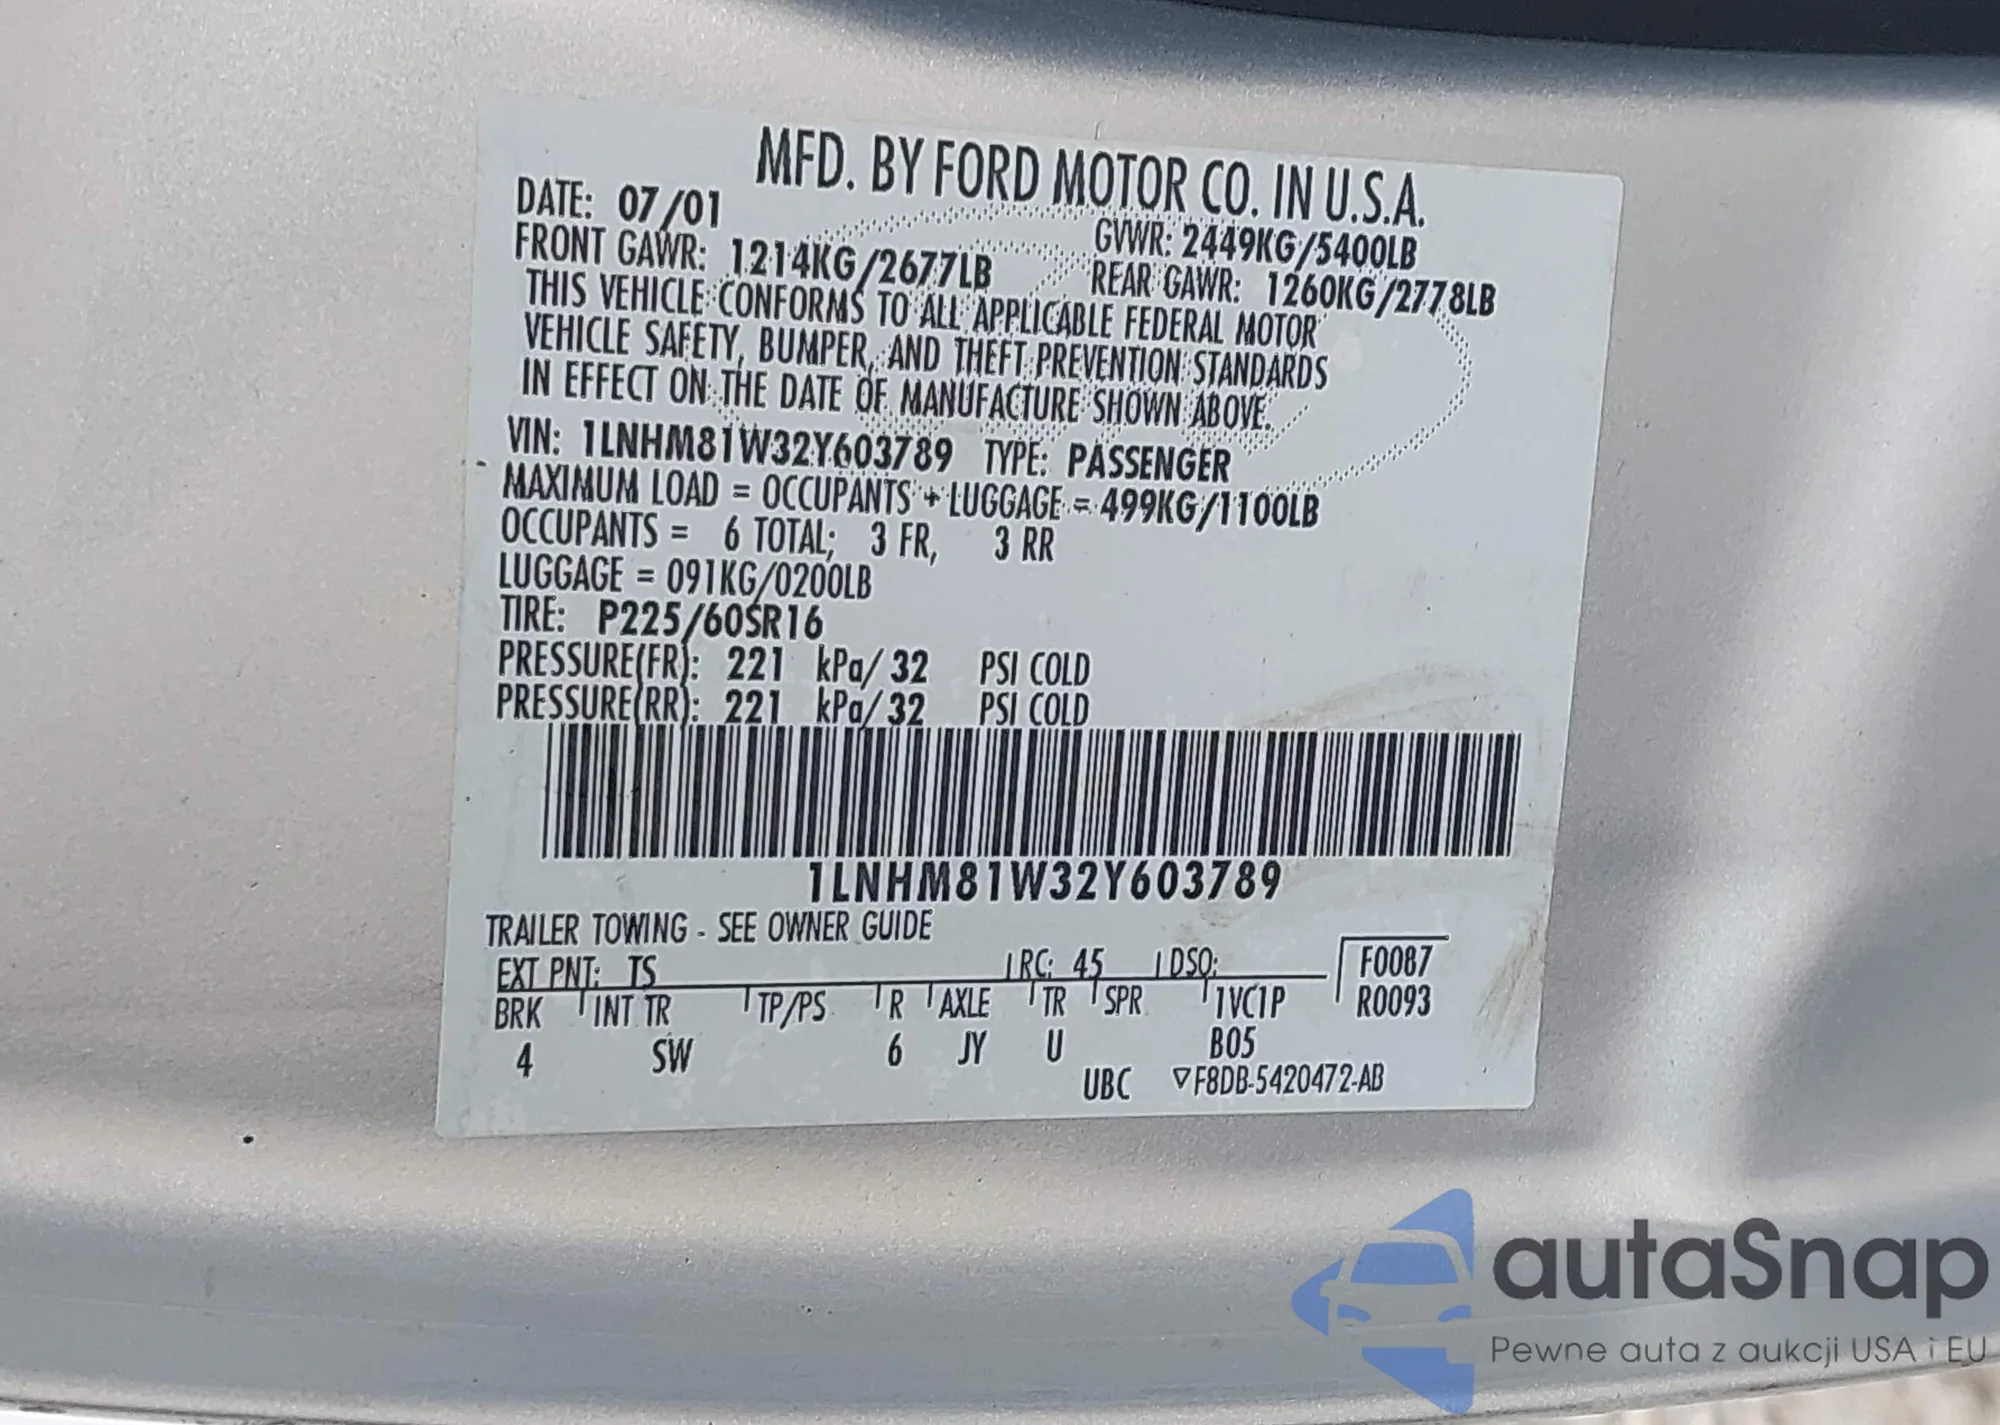 MFD. BY FORD MOTOR CO. IN U.S.A.
DATE: 07/01 GVWR: 2449KG/5400LB
FRONT GAWR: 1214KG/2677LB REAR GAWR: 1260KG/2778LB
THIS VEHICLE CONFORMS TO ALL APPLICABLE FEDERAL MOTOR
VEHICLE SAFETY, BUMPER, AND THEFT PREVENTION STANDARDS
IN EFFECT ON THE DATE OF MANUFACTURE SHOWN ABOVE.
VIN: 1LNHM81W32Y603789 TYPE: PASSENGER
MAXIMUM LOAD = OCCUPANTS + LUGGAGE = 499KG/1100LB
OCCUPANTS = 6 TOTAL; 3 FR, 3 RR
LUGGAGE = 091KG/0200LB
TIRE: P225/60SR16
PRESSURE(FR): 221 kPa/ 32 PSI COLD
PRESSURE(RR): 221 kPa/ 32 PSI COLD
1LNHM81W32Y603789
TRAILER TOWING - SEE OWNER GUIDE
EXT PNT: TS RC: 45 DSO: F0087
BRK INT TR TP/PS R AXLE TR SPR 1VC1P R0093
4 SW 6 JY U B05
UBC ▽F8DB-5420472-AB
autaSnap
Pewne auta z aukcji USA i EU